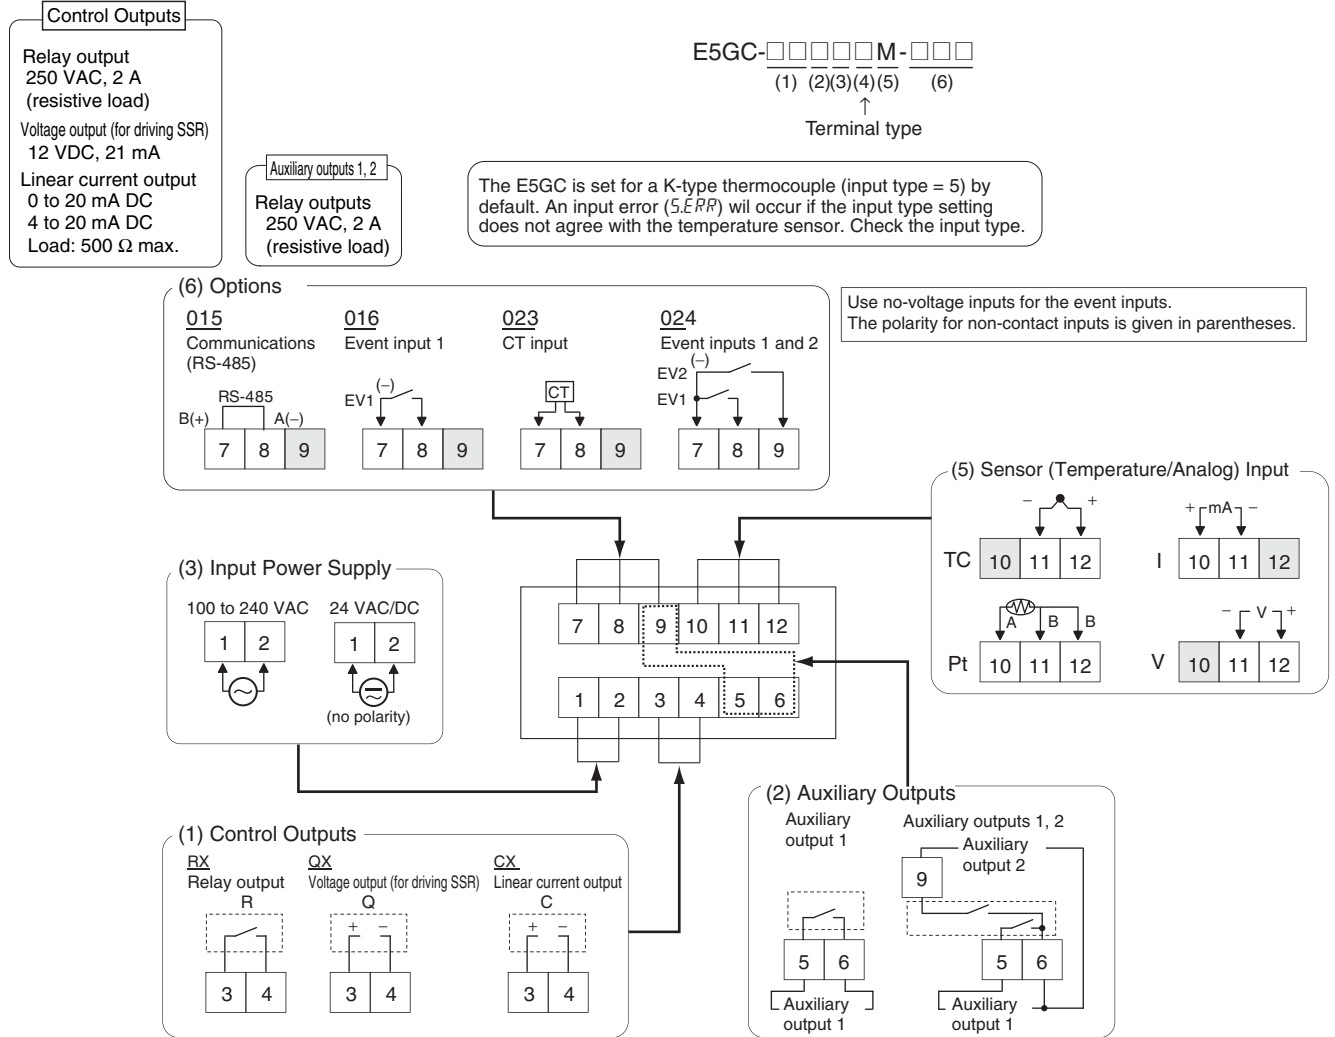 Control Outputs
Relay output
250 VAC, 2 A
(resistive load)
Voltage output (for driving SSR)
12 VDC, 21 mA
Linear current output
0 to 20 mA DC
4 to 20 mA DC
Load: 500 Ω max.
Auxiliary outputs 1, 2
Relay outputs
250 VAC, 2 A
(resistive load)
E5GC-□□□□□M-□□□
(1) (2)(3)(4)(5) (6)
↑
Terminal type
The E5GC is set for a K-type thermocouple (input type = 5) by
default. An input error (S.ERR) wil occur if the input type setting
does not agree with the temperature sensor. Check the input type.
(6) Options
015
Communications
(RS-485)
RS-485
B(+) A(−)
7 8 9
016
Event input 1
(−)
EV1
7 8 9
023
CT input
CT
7 8 9
024
Event inputs 1 and 2
(−)
EV2
EV1
7 8 9
Use no-voltage inputs for the event inputs.
The polarity for non-contact inputs is given in parentheses.
(5) Sensor (Temperature/Analog) Input
− +
TC 10 11 12
+ mA −
I 10 11 12
A B B
Pt 10 11 12
− V +
V 10 11 12
(3) Input Power Supply
100 to 240 VAC
1 2
24 VAC/DC
1 2
(no polarity)
7 8 9 10 11 12
1 2 3 4 5 6
(1) Control Outputs
RX
Relay output
R
3 4
QX
Voltage output (for driving SSR)
Q
+ −
3 4
CX
Linear current output
C
+ −
3 4
(2) Auxiliary Outputs
Auxiliary
output 1
5 6
Auxiliary
output 1
Auxiliary outputs 1, 2
Auxiliary
output 2
9
5 6
Auxiliary
output 1